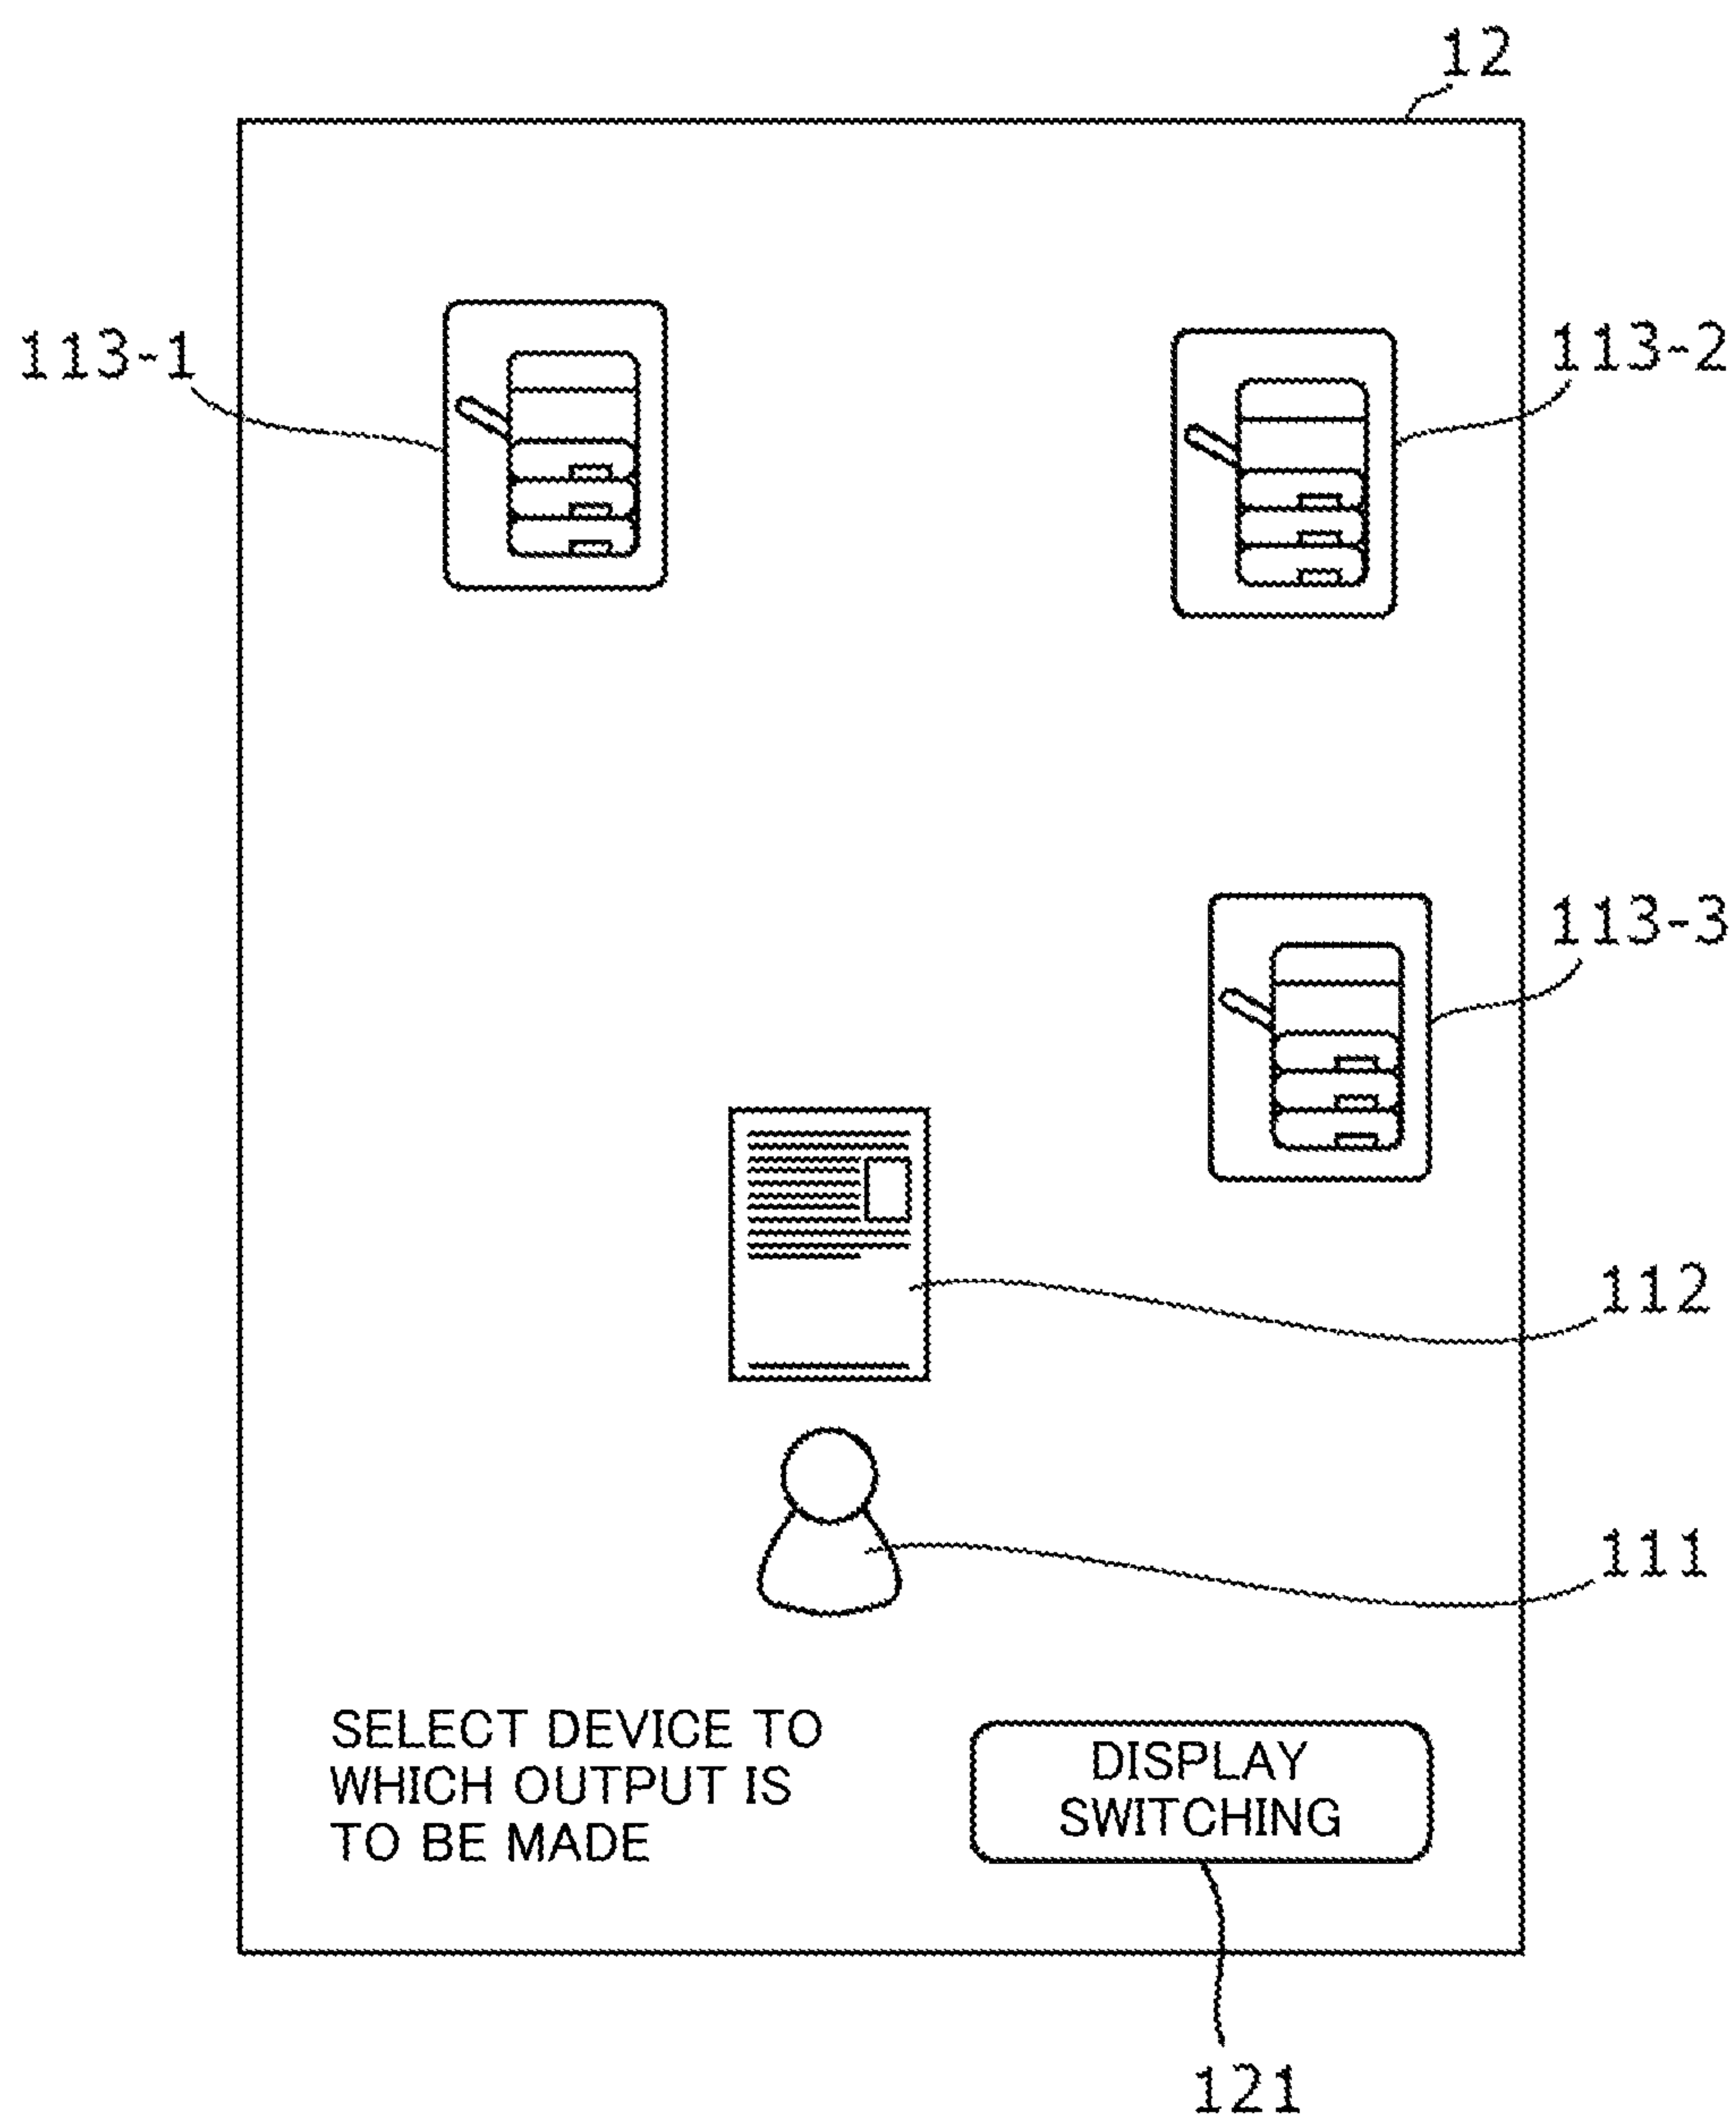 12
113-1
113-2
113-3
112
111
SELECT DEVICE TO
WHICH OUTPUT IS
TO BE MADE
DISPLAY
SWITCHING
121